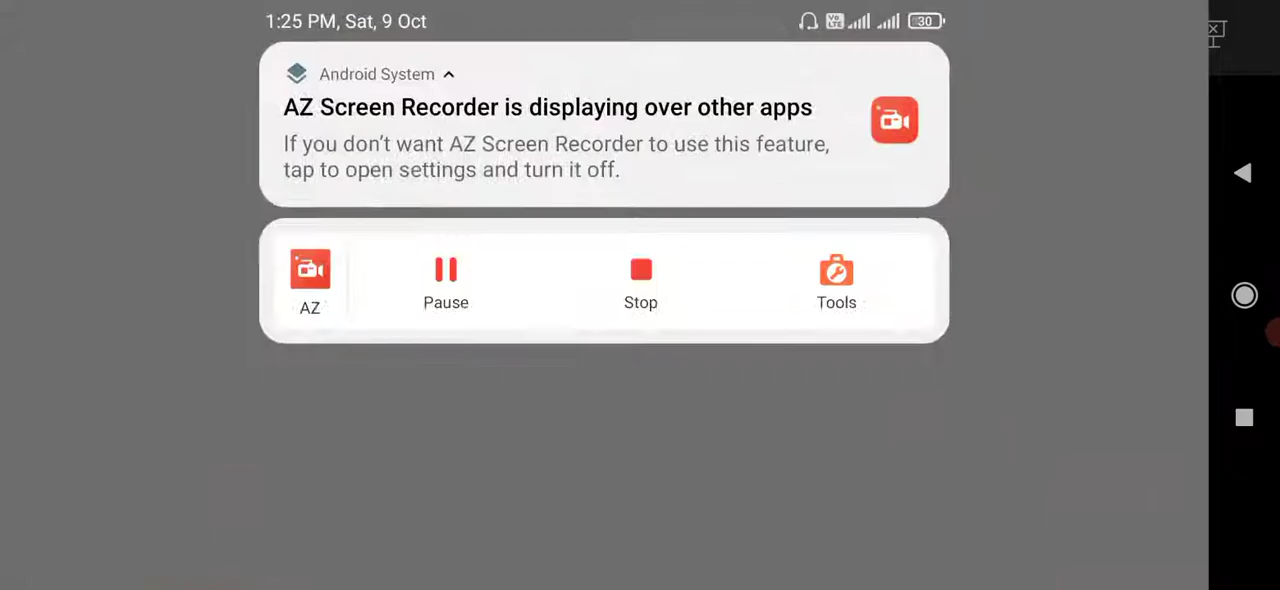 1:25 PM, Sat, 9 Oct
Vo LTE
30
Android System
AZ Screen Recorder is displaying over other apps
If you don't want AZ Screen Recorder to use this feature,
tap to open settings and turn it off.
AZ
Pause
Stop
Tools